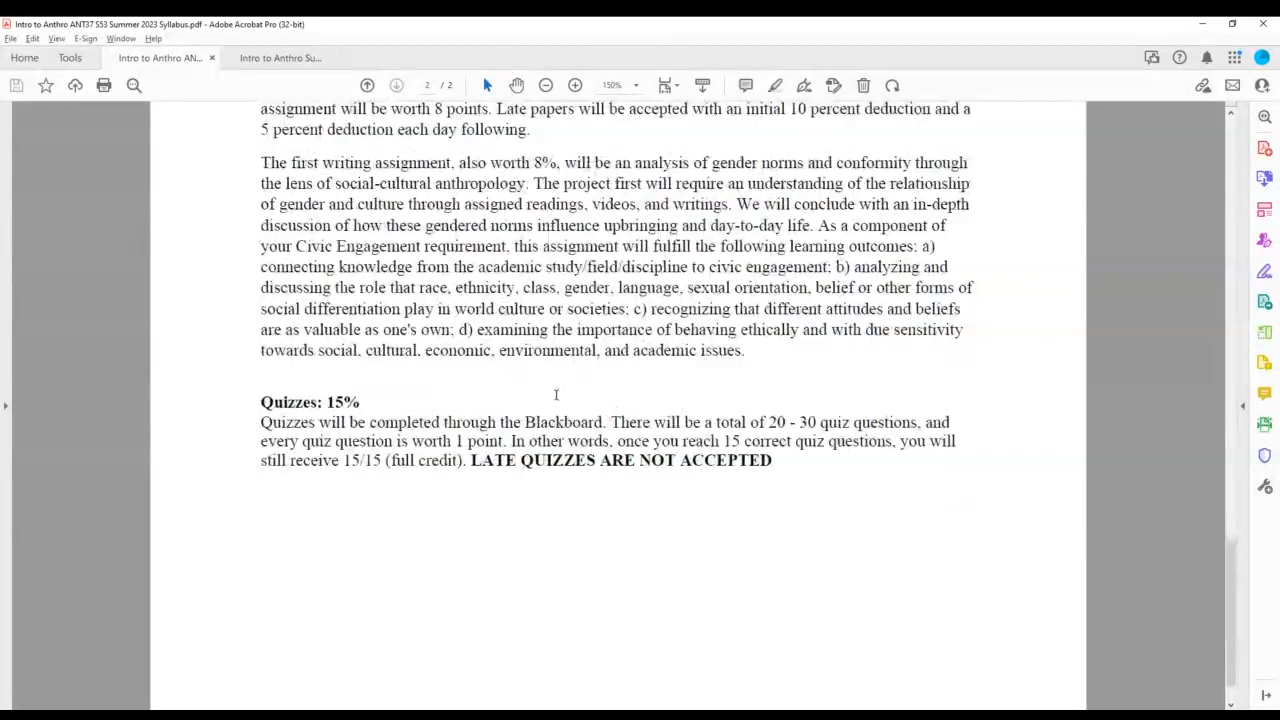 Intro to Anthro ANT37 S53 Summer 2023 Syllabus.pdf - Adobe Acrobat Pro (32-bit)
File Edit View E-Sign Window Help
Home Tools Intro to Anthro AN... × Intro to Anthro Su...
2 / 2 150%
assignment will be worth 8 points. Late papers will be accepted with an initial 10 percent deduction and a
5 percent deduction each day following.
The first writing assignment, also worth 8%, will be an analysis of gender norms and conformity through
the lens of social-cultural anthropology. The project first will require an understanding of the relationship
of gender and culture through assigned readings, videos, and writings. We will conclude with an in-depth
discussion of how these gendered norms influence upbringing and day-to-day life. As a component of
your Civic Engagement requirement, this assignment will fulfill the following learning outcomes: a)
connecting knowledge from the academic study/field/discipline to civic engagement; b) analyzing and
discussing the role that race, ethnicity, class, gender, language, sexual orientation, belief or other forms of
social differentiation play in world culture or societies; c) recognizing that different attitudes and beliefs
are as valuable as one's own; d) examining the importance of behaving ethically and with due sensitivity
towards social, cultural, economic, environmental, and academic issues.
Quizzes: 15%
Quizzes will be completed through the Blackboard. There will be a total of 20 - 30 quiz questions, and
every quiz question is worth 1 point. In other words, once you reach 15 correct quiz questions, you will
still receive 15/15 (full credit). LATE QUIZZES ARE NOT ACCEPTED